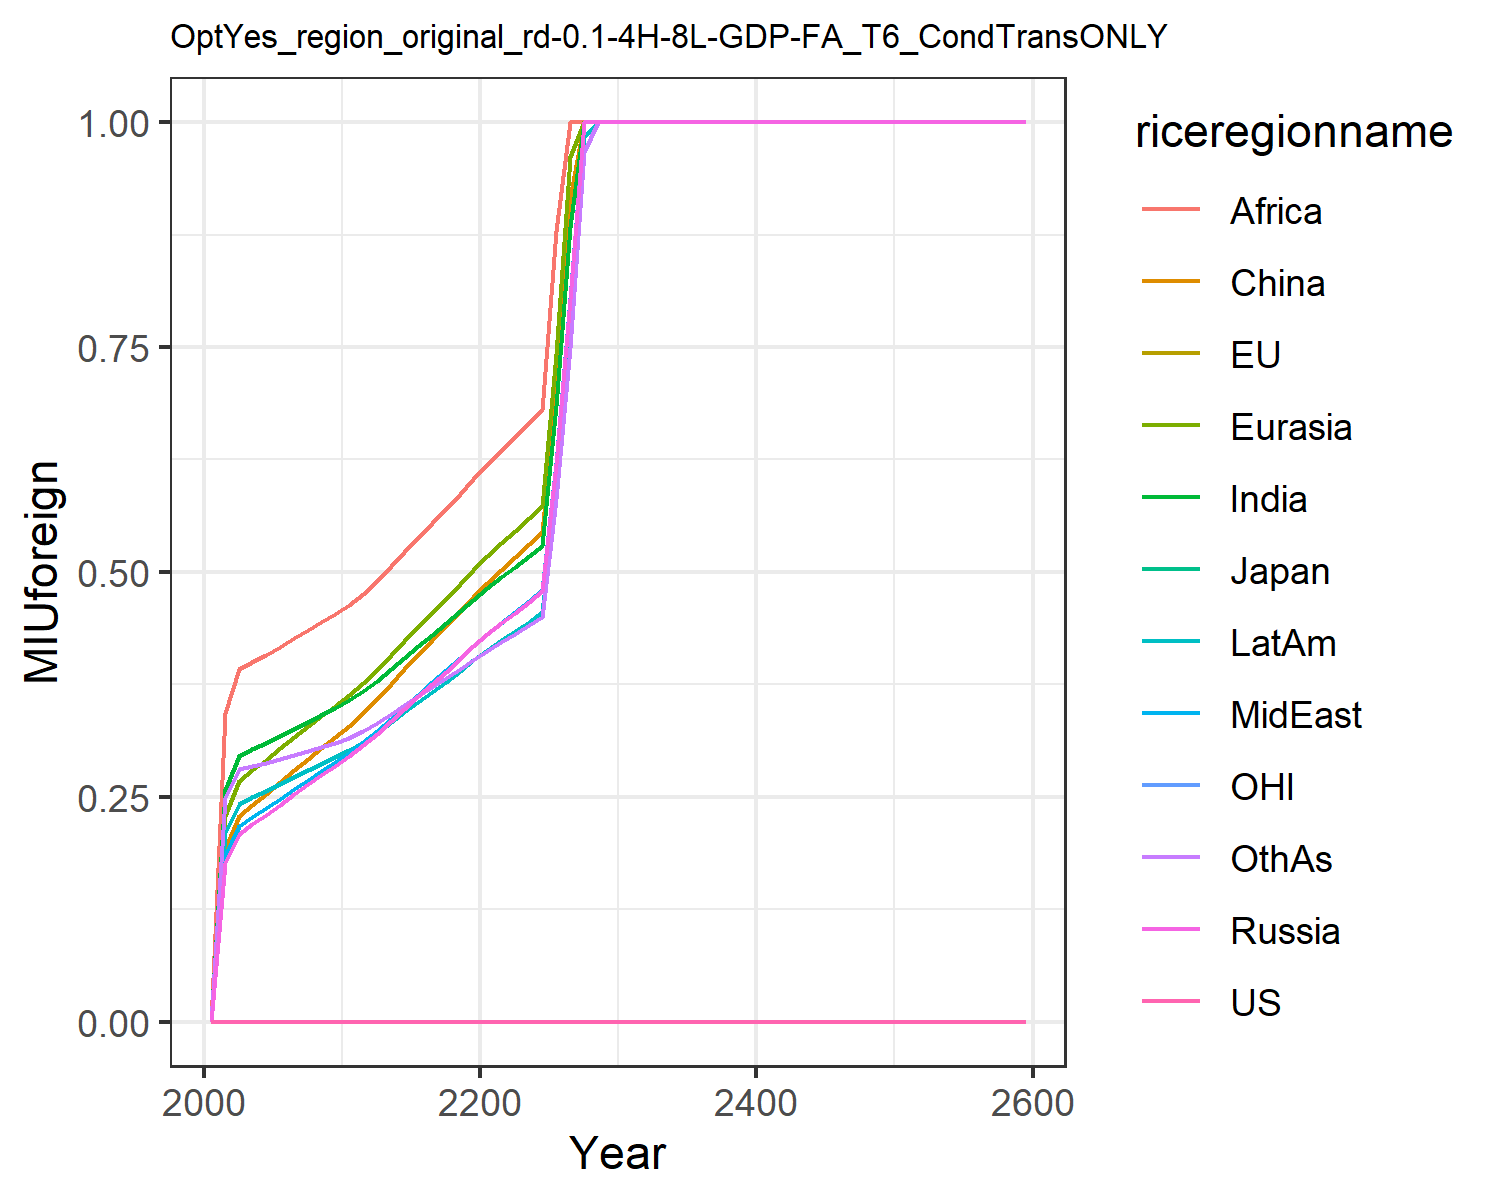 OptYes_region_original_rd-0.1-4H-8L-GDP-FA_T6_CondTransONLY
1.00
0.75
0.50
0.25
0.00
MIUforeign
2000
2200
2400
2600
Year
riceregionname
Africa
China
EU
Eurasia
India
Japan
LatAm
MidEast
OHI
OthAs
Russia
US